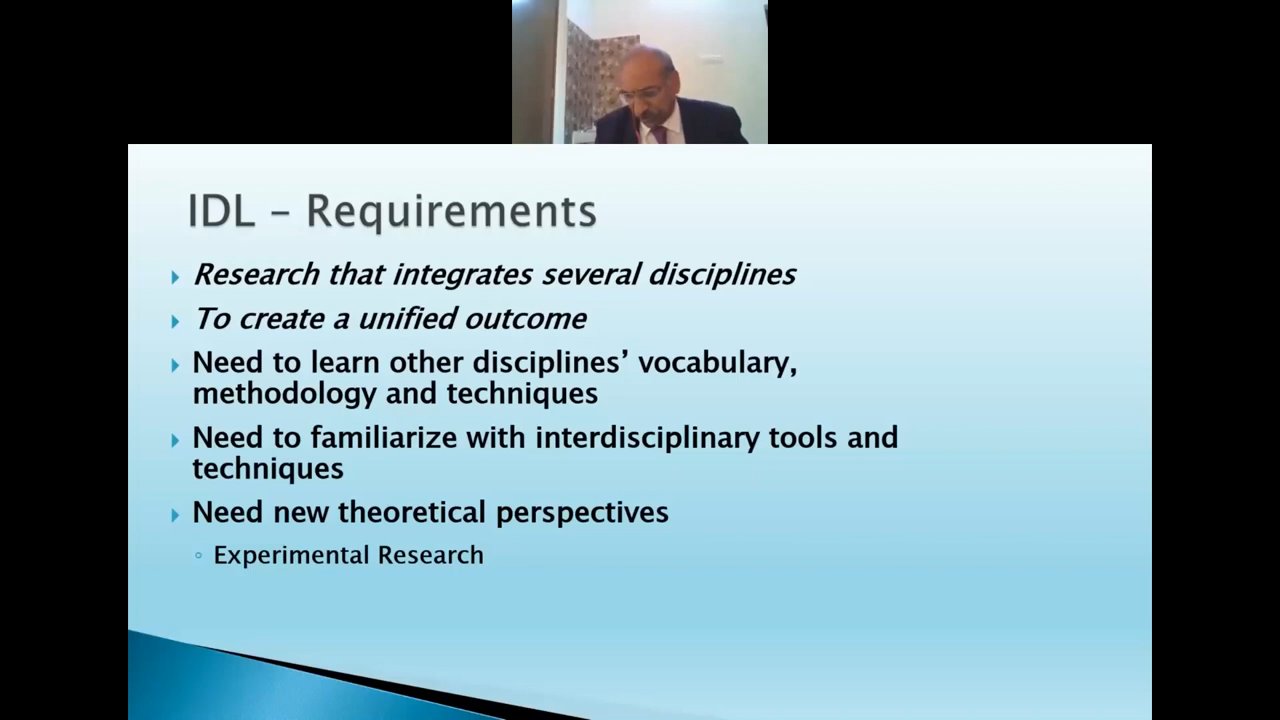 IDL – Requirements
Research that integrates several disciplines
To create a unified outcome
Need to learn other disciplines’ vocabulary,
methodology and techniques
Need to familiarize with interdisciplinary tools and
techniques
Need new theoretical perspectives
Experimental Research